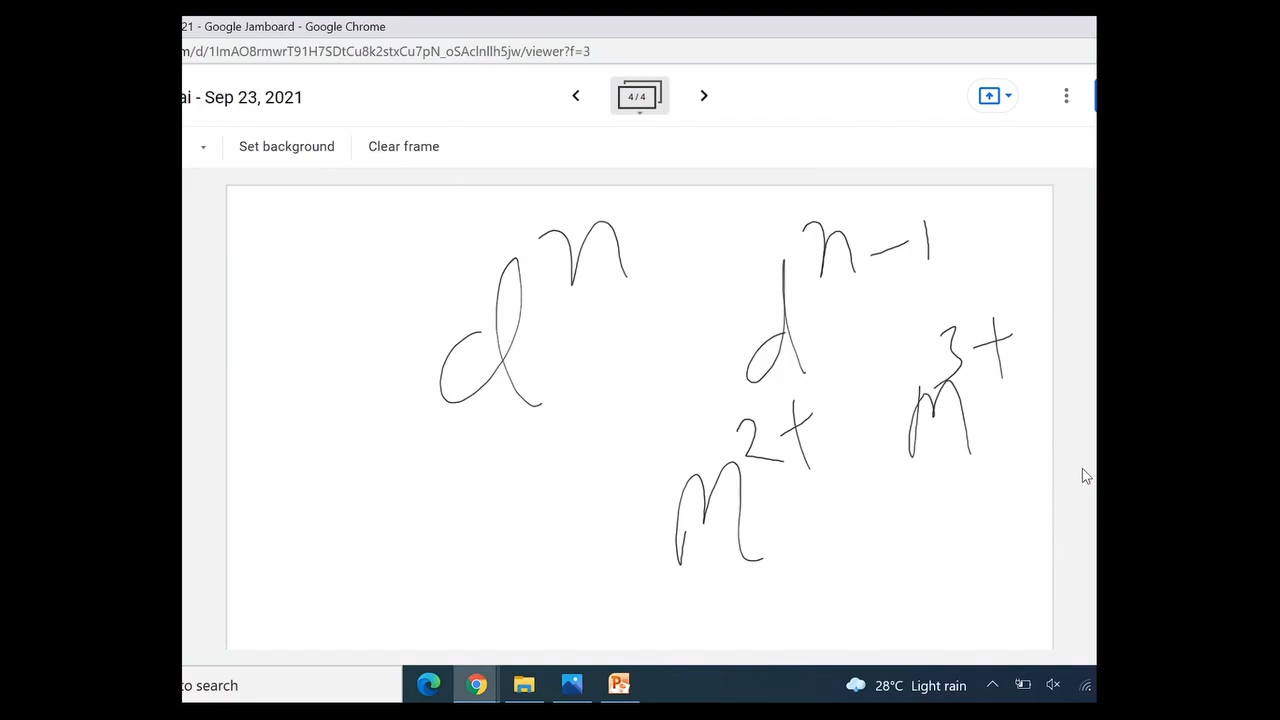 21 - Google Jamboard - Google Chrome
m/d/1ImAO8rmwrT91H7SDtCu8k2stxCu7pN_oSAclnllh5jw/viewer?f=3
ai - Sep 23, 2021
4 / 4
Set background
Clear frame
d^n
d^{n-1}
M^{3+}
M^{2+}
to search
28°C Light rain